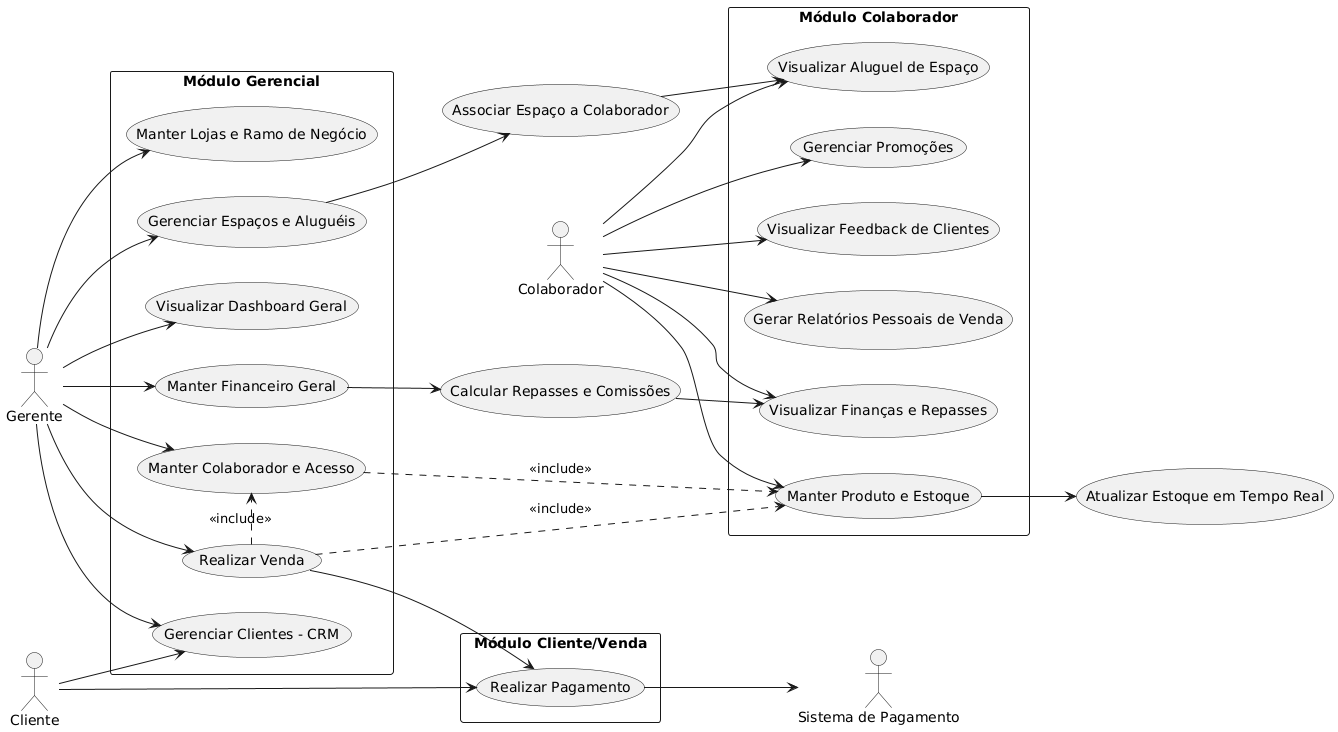 Módulo Colaborador
Módulo Gerencial
Visualizar Aluguel de Espaço
Associar Espaço a Colaborador
Manter Lojas e Ramo de Negócio
Gerenciar Promoções
Gerenciar Espaços e Aluguéis
Visualizar Feedback de Clientes
Colaborador
Visualizar Dashboard Geral
Gerar Relatórios Pessoais de Venda
Manter Financeiro Geral
Calcular Repasses e Comissões
Visualizar Finanças e Repasses
Gerente
Manter Colaborador e Acesso
«include»
Manter Produto e Estoque
Atualizar Estoque em Tempo Real
«include»
«include»
Realizar Venda
Gerenciar Clientes - CRM
Módulo Cliente/Venda
Realizar Pagamento
Cliente
Sistema de Pagamento